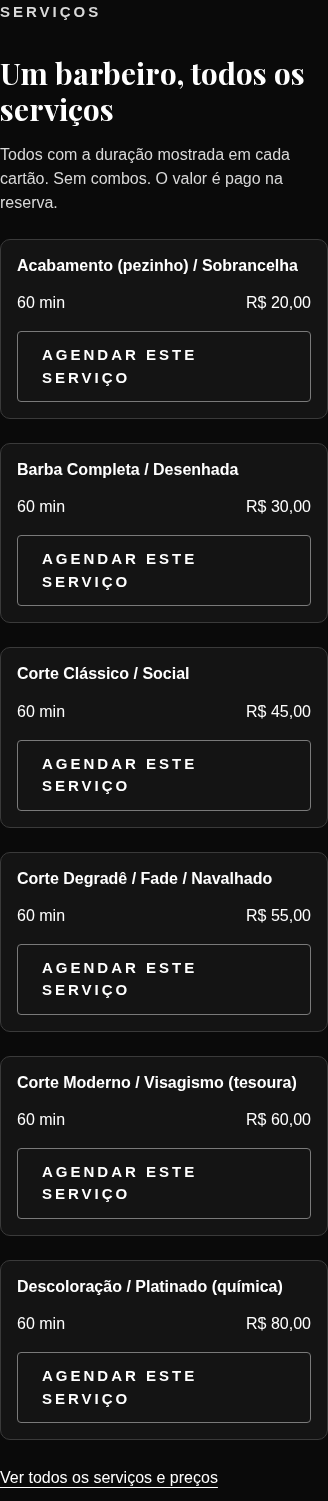 SERVIÇOS
Um barbeiro, todos os
serviços
Todos com a duração mostrada em cada
cartão. Sem combos. O valor é pago na
reserva.
Acabamento (pezinho) / Sobrancelha
60 min R$ 20,00
AGENDAR ESTE
SERVIÇO
Barba Completa / Desenhada
60 min R$ 30,00
AGENDAR ESTE
SERVIÇO
Corte Clássico / Social
60 min R$ 45,00
AGENDAR ESTE
SERVIÇO
Corte Degradê / Fade / Navalhado
60 min R$ 55,00
AGENDAR ESTE
SERVIÇO
Corte Moderno / Visagismo (tesoura)
60 min R$ 60,00
AGENDAR ESTE
SERVIÇO
Descoloração / Platinado (química)
60 min R$ 80,00
AGENDAR ESTE
SERVIÇO
Ver todos os serviços e preços